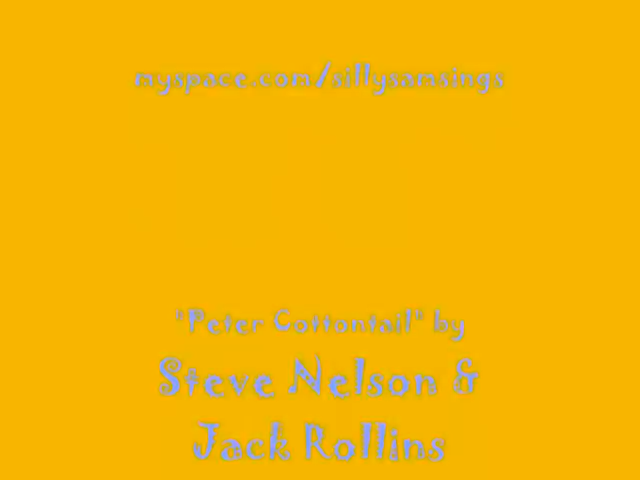 myspace.com/sillysamsings
"Peter Cottontail" by
Steve Nelson &
Jack Rollins